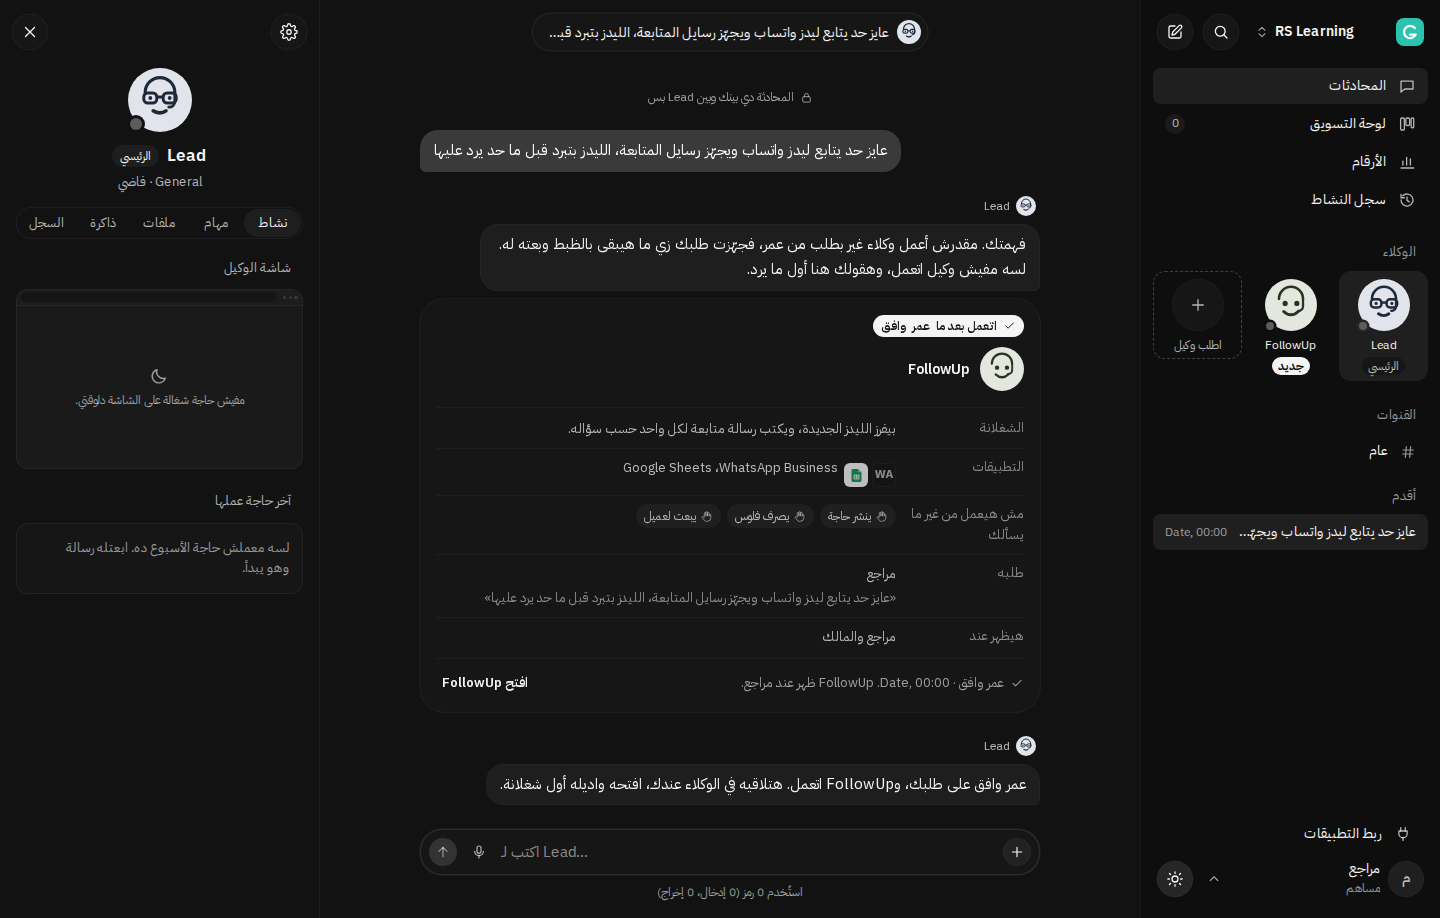 RS Learning
المحادثات
لوحة التسويق
0
الأرقام
سجل النشاط
الوكلاء
Lead
الرئيسي
FollowUp
جديد
اطلب وكيل
القنوات
عام
أقدم
عايز حد يتابع ليدز واتساب ويجهّز...
Date, 00:00
ربط التطبيقات
م
مراجع
مساهم
عايز حد يتابع ليدز واتساب ويجهّز رسايل المتابعة، الليدز بتبرد قبـ...
المحادثة دي بينك وبين Lead بس
عايز حد يتابع ليدز واتساب ويجهّز رسايل المتابعة، الليدز بتبرد قبل ما حد يرد عليها
Lead
فهمتك. مقدرش أعمل وكلاء غير بطلب من عمر، فجهّزت طلبك زي ما هيبقى بالظبط وبعته له.
لسه مفيش وكيل اتعمل، وهقولك هنا أول ما يرد.
اتعمل بعد ما عمر وافق
FollowUp
الشغلانة
بيفرز الليدز الجديدة، ويكتب رسالة متابعة لكل واحد حسب سؤاله.
التطبيقات
WA
Google Sheets ،WhatsApp Business
مش هيعمل من غير ما
يسألك
ينشر حاجة
يصرف فلوس
يبعت لعميل
طلبه
مراجع
«عايز حد يتابع ليدز واتساب ويجهّز رسايل المتابعة، الليدز بتبرد قبل ما حد يرد عليها»
هيظهر عند
مراجع والمالك
عمر وافق · Date, 00:00. FollowUp ظهر عند مراجع.
افتح FollowUp
Lead
عمر وافق على طلبك، وFollowUp اتعمل. هتلاقيه في الوكلاء عندك، افتحه واديله أول شغلانة.
اكتب لـ Lead...
استُخدم 0 رمز (0 إدخال، 0 إخراج)
Lead
الرئيسي
General · فاضي
نشاط
مهام
ملفات
ذاكرة
السجل
شاشة الوكيل
مفيش حاجة شغالة على الشاشة دلوقتي.
آخر حاجة عملها
لسه معملش حاجة الأسبوع ده. ابعتله رسالة
وهو يبدأ.